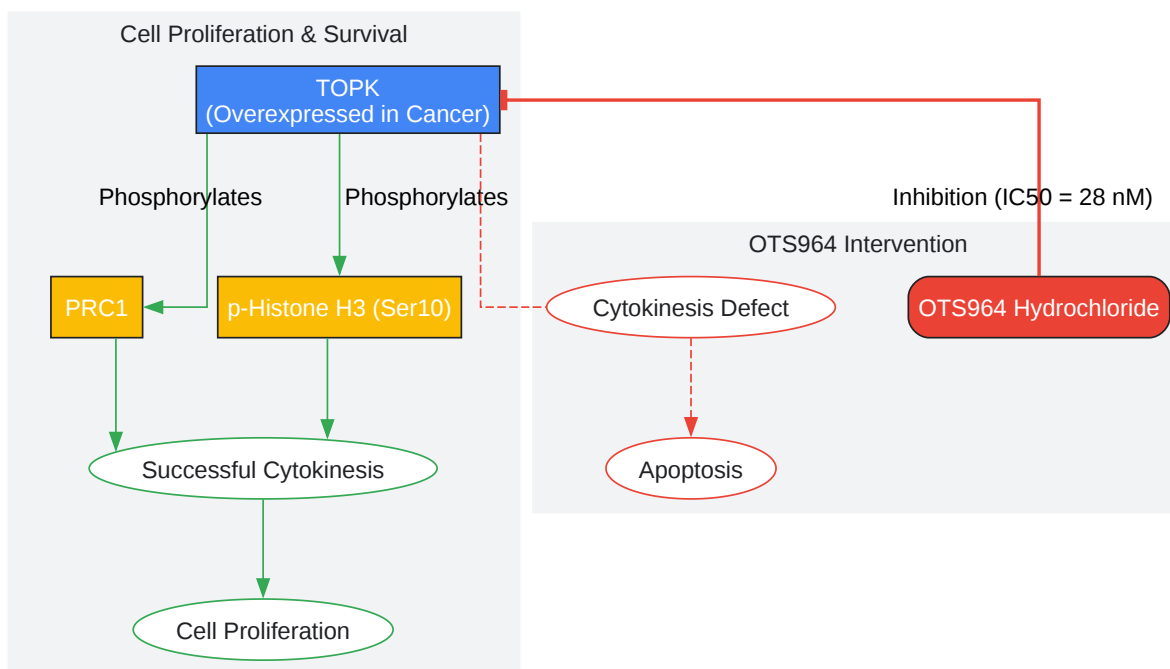 Cell Proliferation & Survival
TOPK
(Overexpressed in Cancer)
Phosphorylates
Phosphorylates
Inhibition (IC50 = 28 nM)
OTS964 Intervention
PRC1
p-Histone H3 (Ser10)
Cytokinesis Defect
OTS964 Hydrochloride
Successful Cytokinesis
Apoptosis
Cell Proliferation